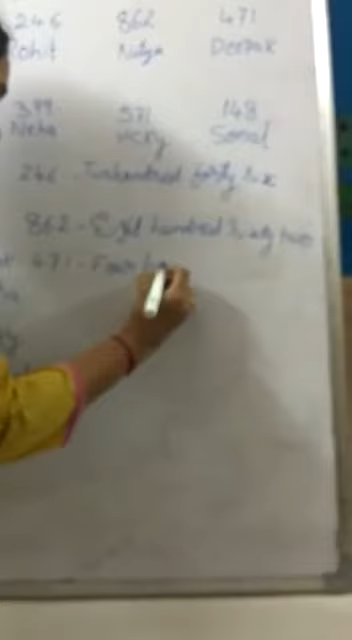 246 862 471
Rohit Nidya Deepak
399 571 148
Neha Vicky Sonal
246 - Two hundred forty six
862 - Eight hundred sixty two
471 - Four h